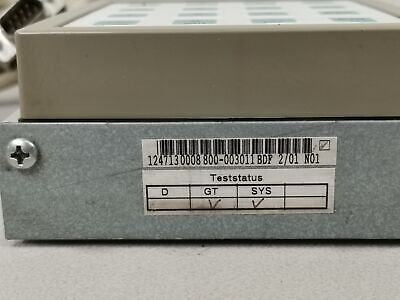 1247130008 800-003011 BDF 2/01 N01
Teststatus
D GT SYS